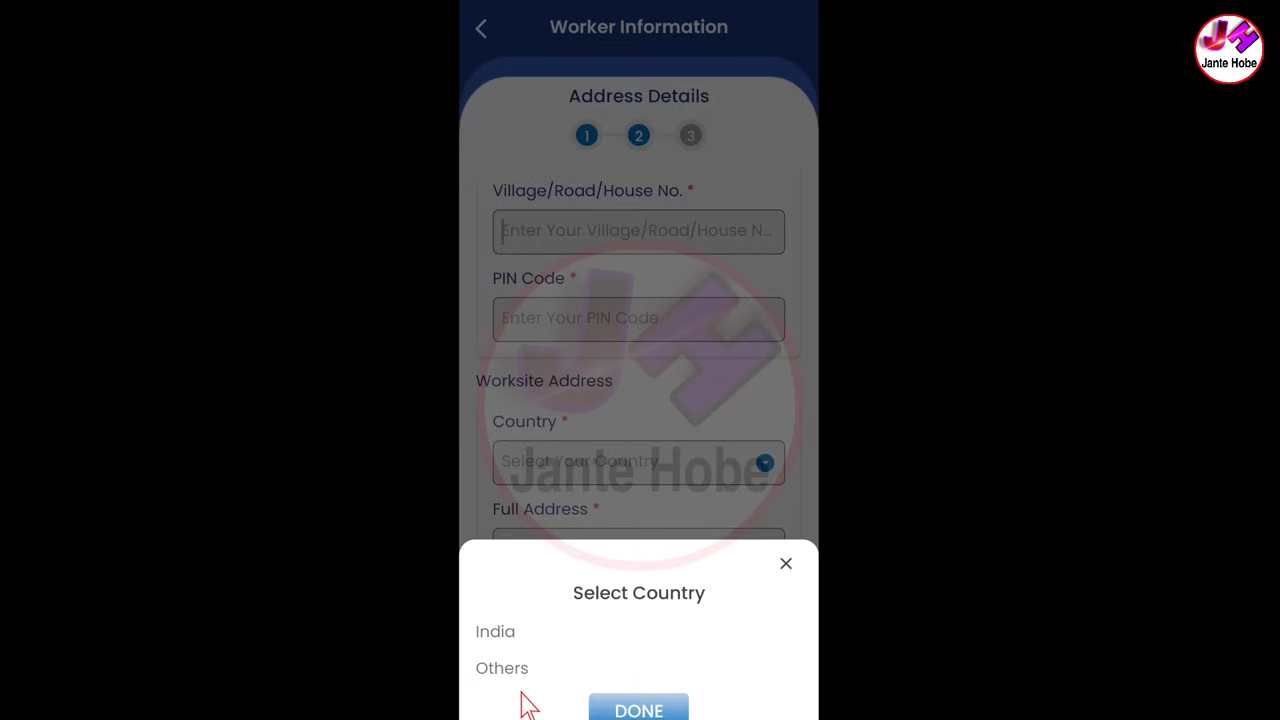 Worker Information
JH
Jante Hobe
Address Details
1 2 3
Village/Road/House No. *
Enter Your Village/Road/House N...
PIN Code *
Enter Your PIN Code
JH
Worksite Address
Country *
Select Your Country
Jante Hobe
Full Address *
Select Country
India
Others
DONE